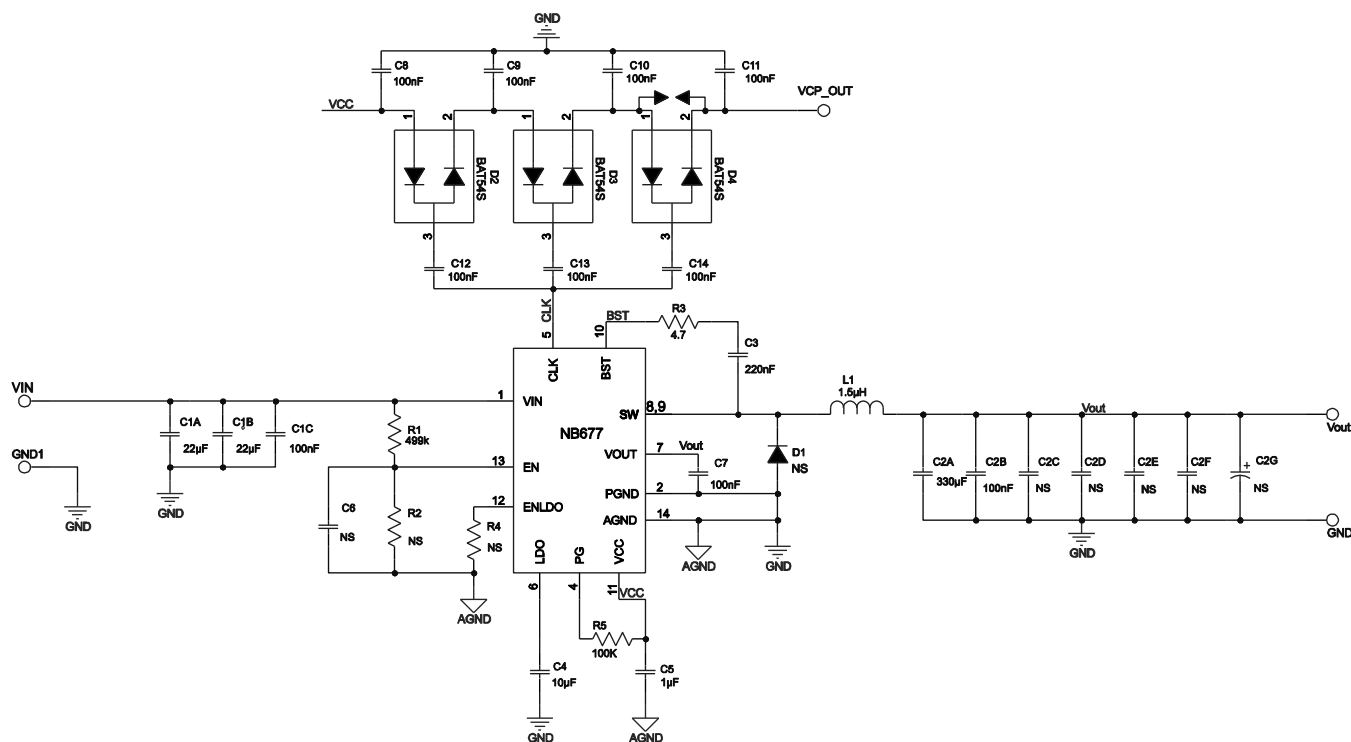 GND
C8
100nF
C9
100nF
C10
100nF
C11
100nF
VCC
VCP_OUT
1
2
1
2
1
2
D2
BAT54S
D3
BAT54S
D4
BAT54S
3
3
3
C12
100nF
C13
100nF
C14
100nF
CLK
5
BST
10
R3
4.7
C3
220nF
CLK
BST
VIN
1
VIN
SW
8,9
L1
1.5µH
Vout
Vout
C1A
22µF
C1B
22µF
C1C
100nF
R1
499k
NB677
GND1
13
EN
VOUT
7
Vout
C7
100nF
D1
NS
C2A
330µF
C2B
100nF
C2C
NS
C2D
NS
C2E
NS
C2F
NS
+
C2G
NS
12
ENLDO
PGND
2
GND
GND
C6
NS
R2
NS
R4
NS
AGND
14
GND
GND
LDO
PG
VCC
AGND
GND
6
4
11
VCC
AGND
R5
100K
C4
10µF
C5
1µF
GND
AGND